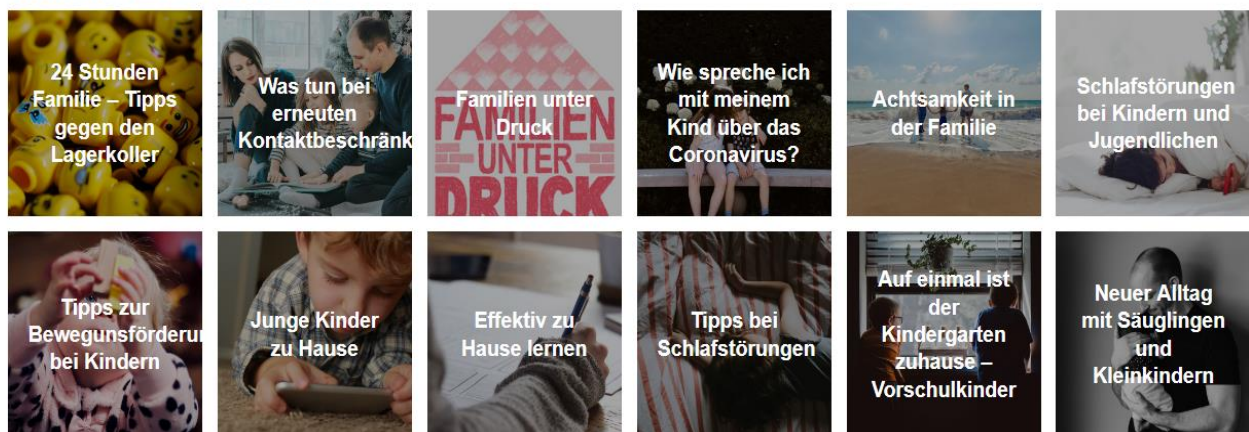 24 Stunden
Familie – Tipps
gegen den
Lagerkoller
Was tun bei
erneuten
Kontaktbeschränk
Familien unter
Druck
FAMILIEN
UNTER
DRUCK
Wie spreche ich
mit meinem
Kind über das
Coronavirus?
Achtsamkeit in
der Familie
Schlafstörungen
bei Kindern und
Jugendlichen
Tipps zur
Bewegunsförderun
bei Kindern
Junge Kinder
zu Hause
Effektiv zu
Hause lernen
Tipps bei
Schlafstörungen
Auf einmal ist
der
Kindergarten
zuhause –
Vorschulkinder
Neuer Alltag
mit Säuglingen
und
Kleinkindern